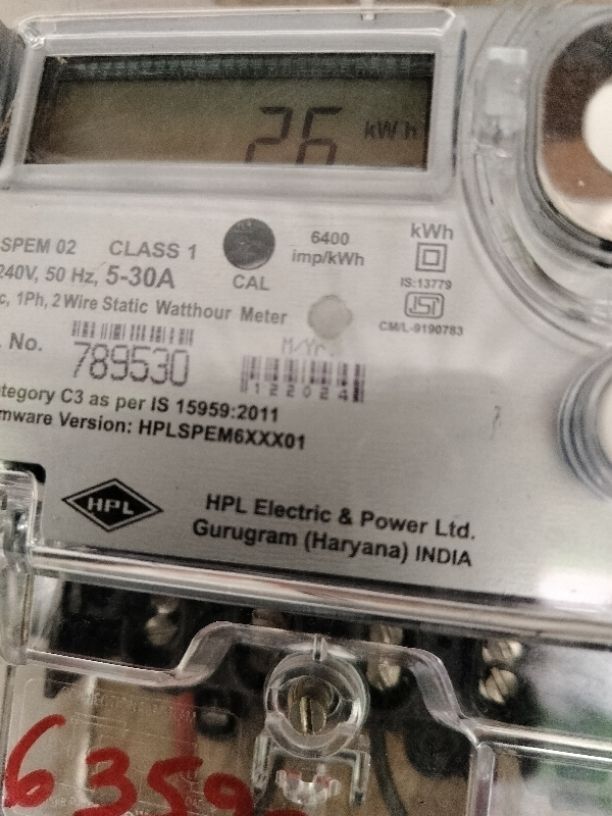 26 kWh
SPEM 02 CLASS 1
240V, 50 Hz, 5-30A
CAL
6400
imp/kWh
kWh
IS:13779
CM/L-9190783
c, 1Ph, 2 Wire Static Watthour Meter
. No. 789530
M/YR.
122024
tegory C3 as per IS 15959:2011
mware Version: HPLSPEM6XXX01
HPL
HPL Electric & Power Ltd.
Gurugram (Haryana) INDIA
6359